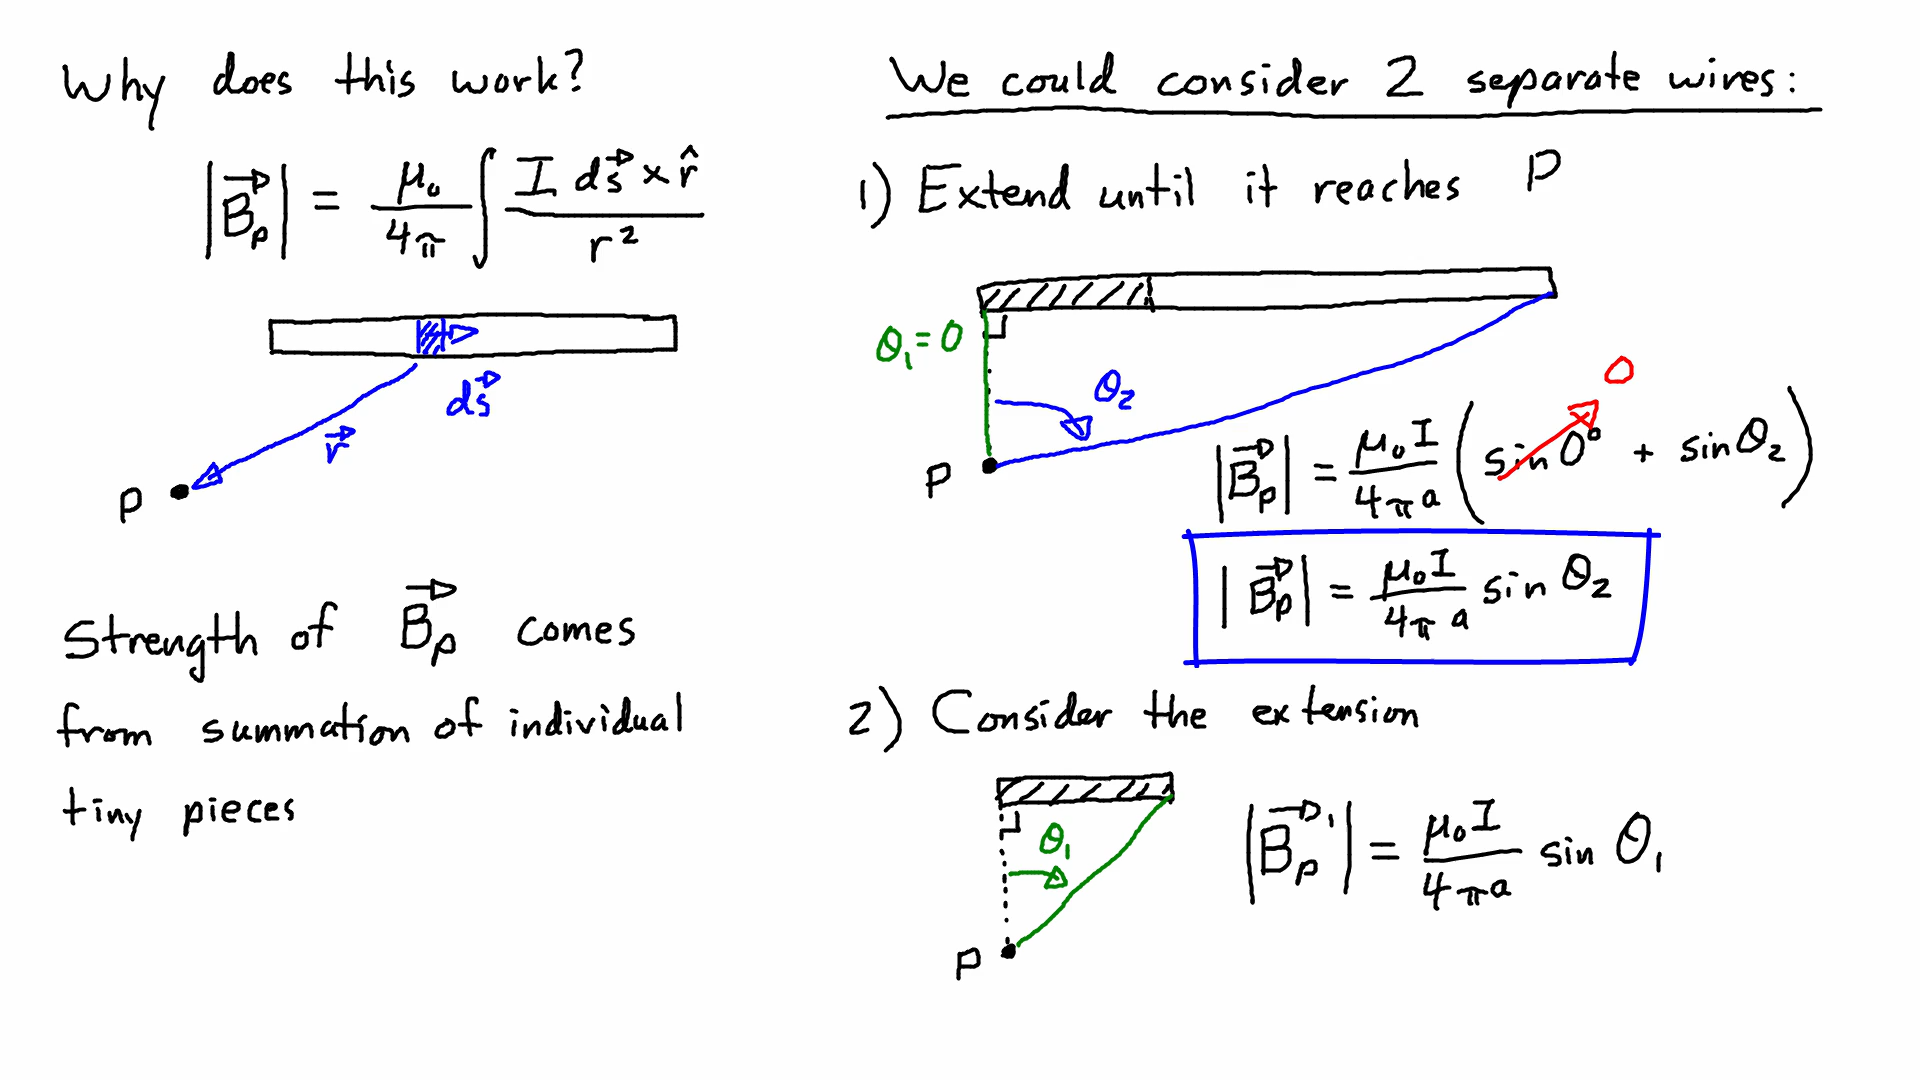 Why does this work?
|B⃗p| = μ₀/4π ∫ I ds⃗ × r̂ / r²
ds⃗
r⃗
P
Strength of B⃗p comes
from summation of individual
tiny pieces
We could consider 2 separate wires:
1) Extend until it reaches P
θ₁ = 0
θ₂
P
0
|B⃗p| = μ₀I/4πa (sin 0° + sin θ₂)
|B⃗p| = μ₀I/4πa sin θ₂
2) Consider the extension
θ₁
P
|B⃗p'| = μ₀I/4πa sin θ₁